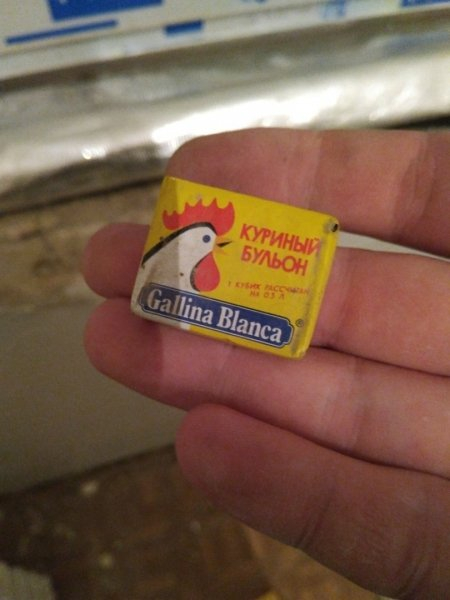 КУРИНЫЙ
БУЛЬОН
1 КУБИК РАССЧИТАН
НА 0.5 Л
Gallina Blanca®